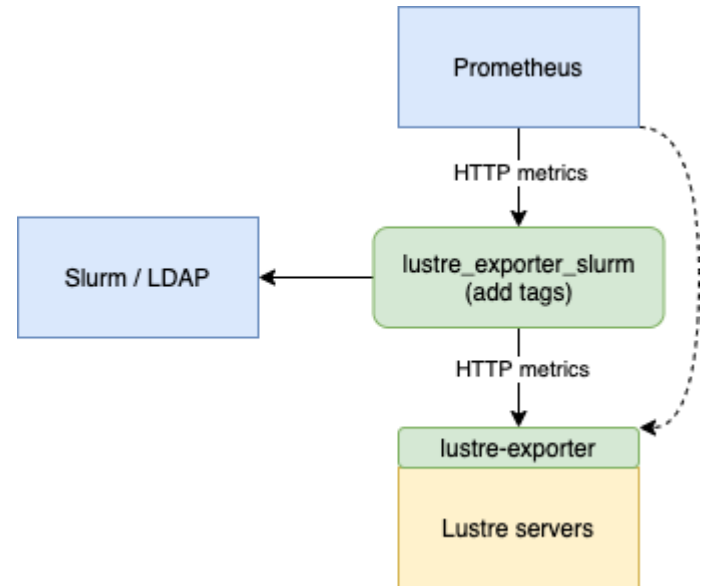 Prometheus
HTTP metrics
Slurm / LDAP
lustre_exporter_slurm
(add tags)
HTTP metrics
lustre-exporter
Lustre servers